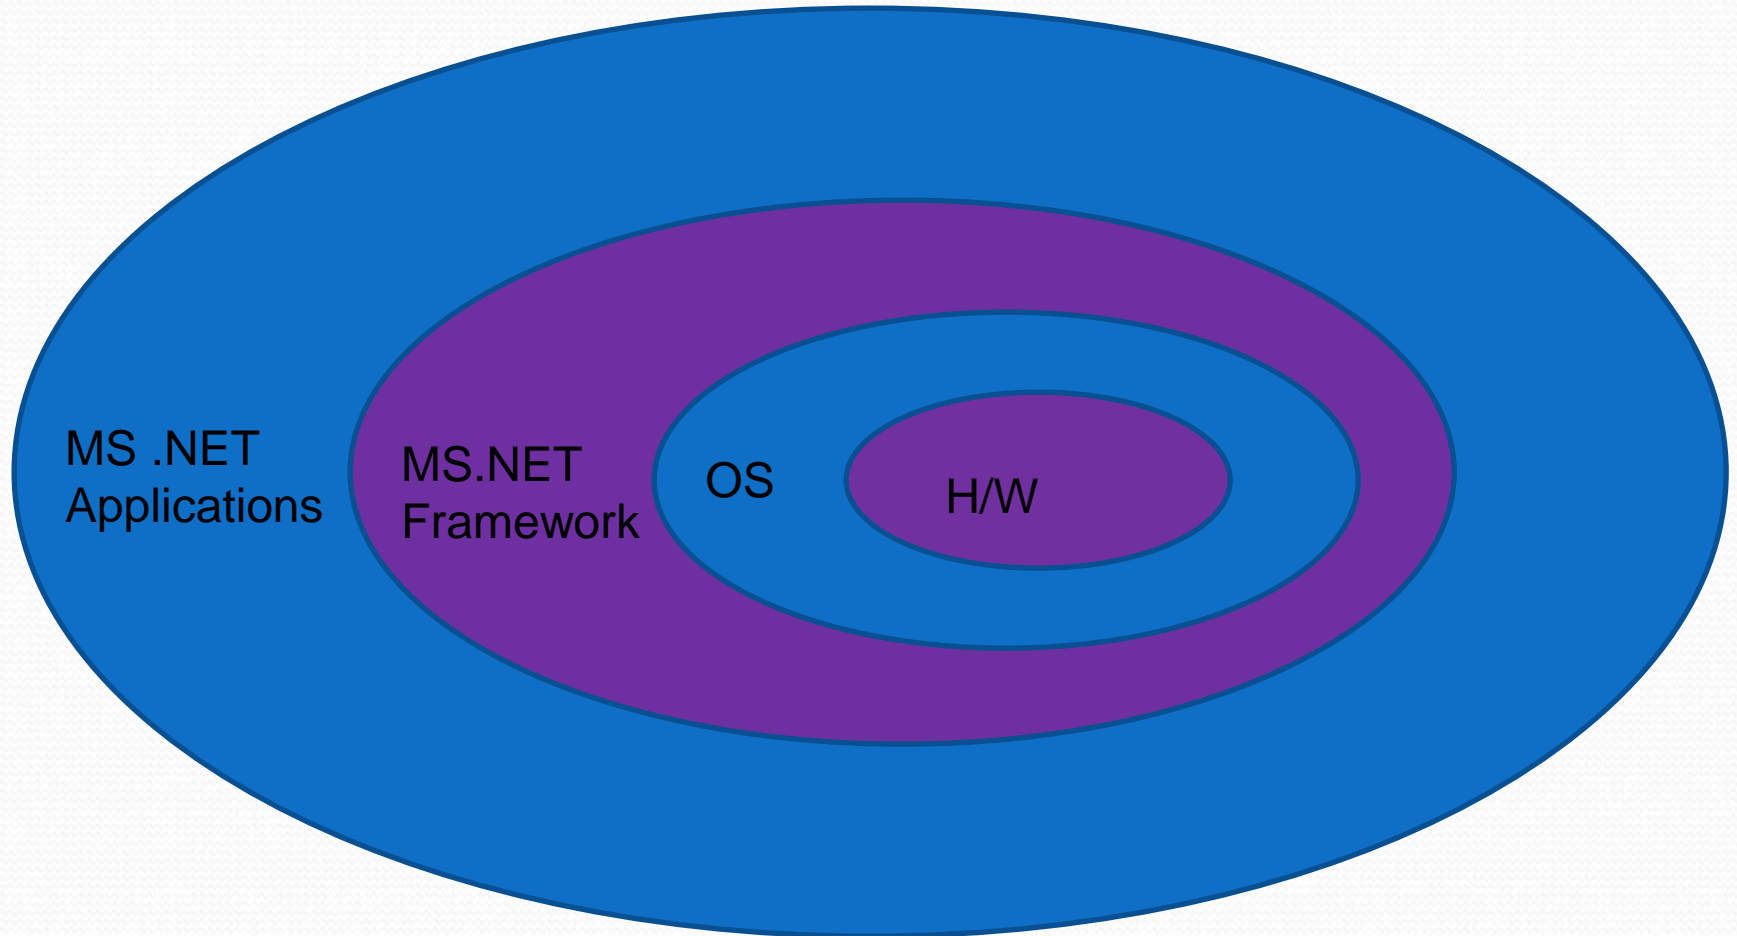 MS .NET
Applications
MS.NET
Framework
OS
H/W